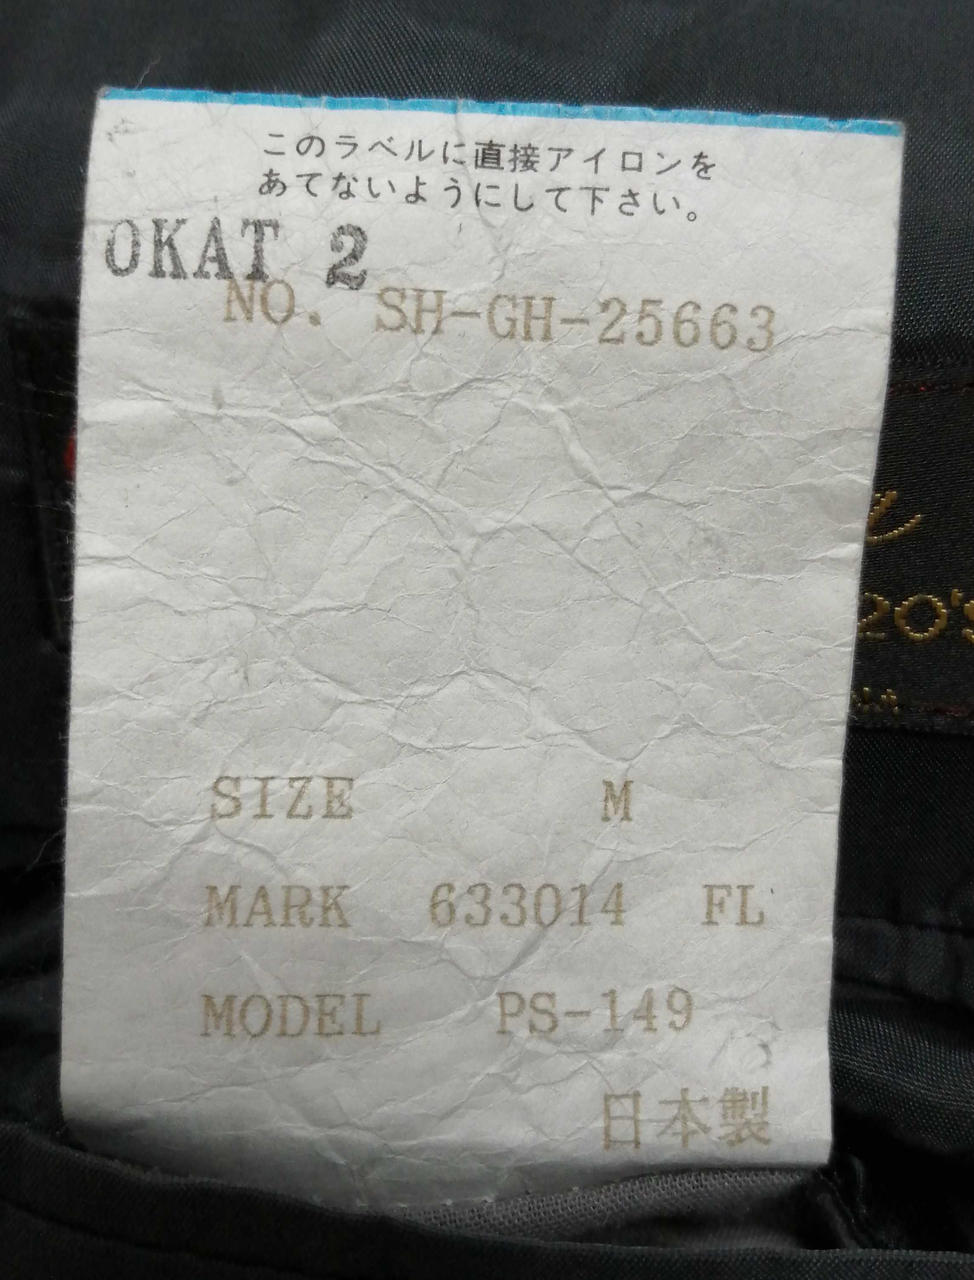 このラベルに直接アイロンを
あてないようにして下さい。
OKAT 2
NO. SH-GH-25663
20's
SIZE M
MARK 633014 FL
MODEL PS-149
日本製